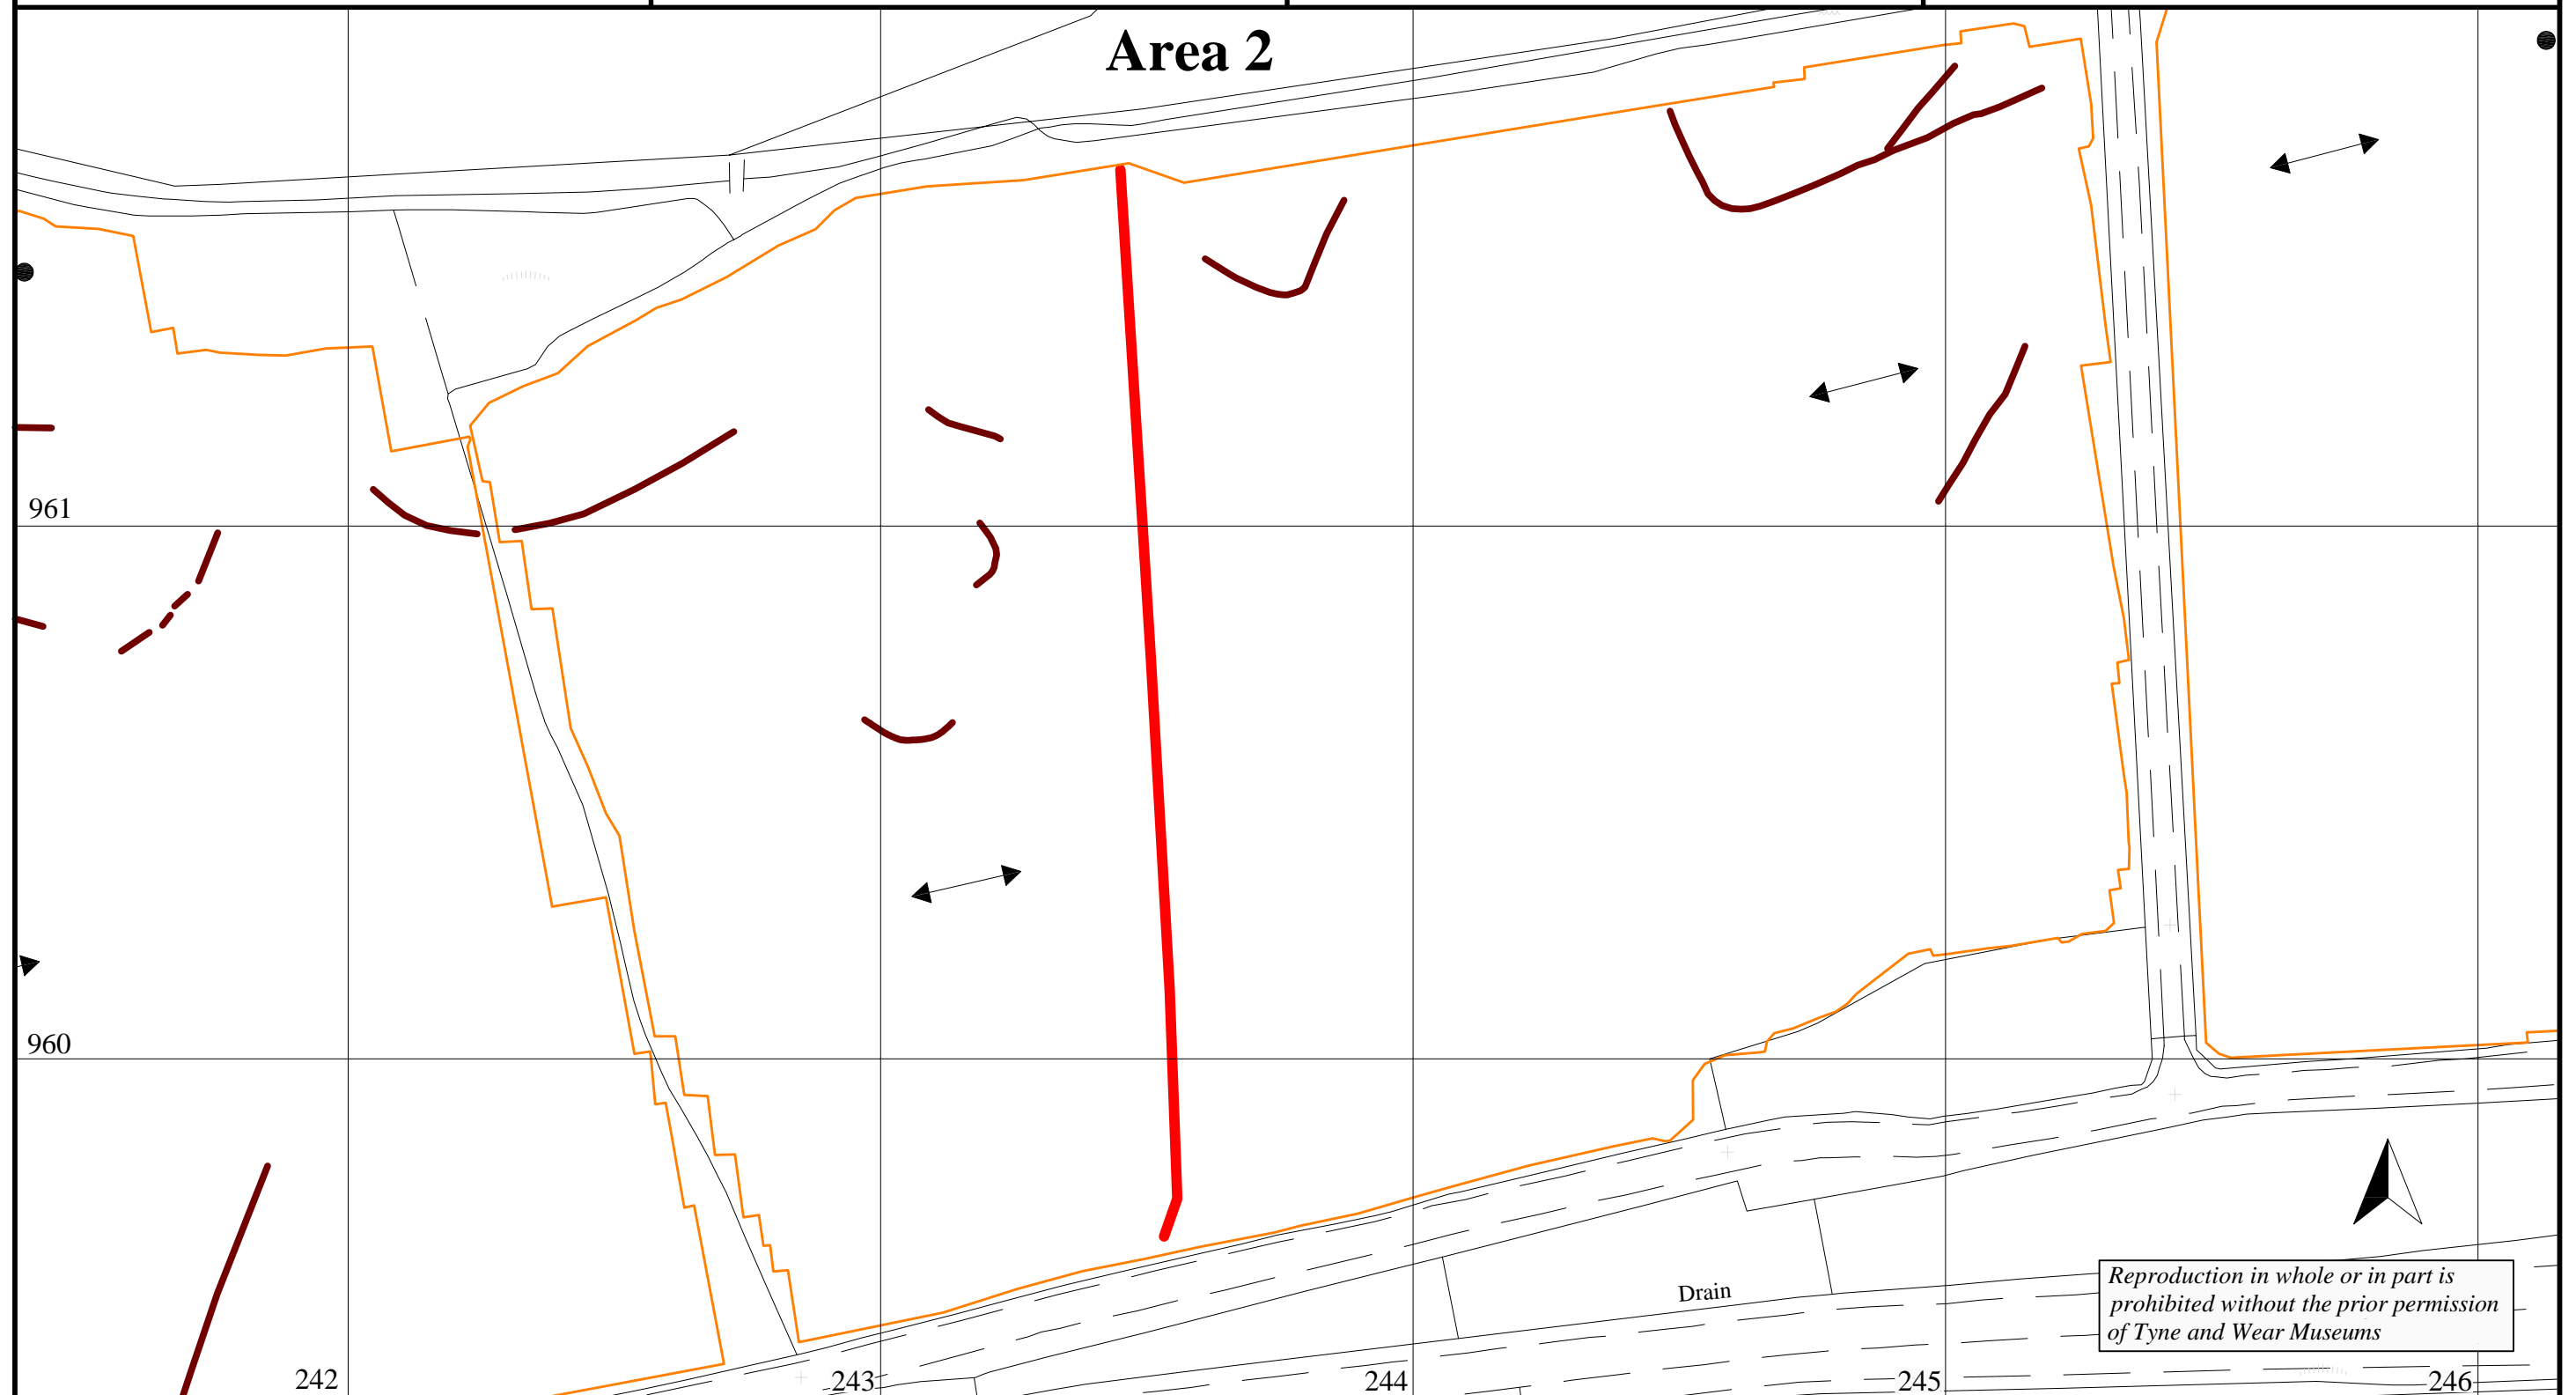 Area 2
961
960
Drain
Reproduction in whole or in part is
prohibited without the prior permission
of Tyne and Wear Museums
242
243
244
245
246